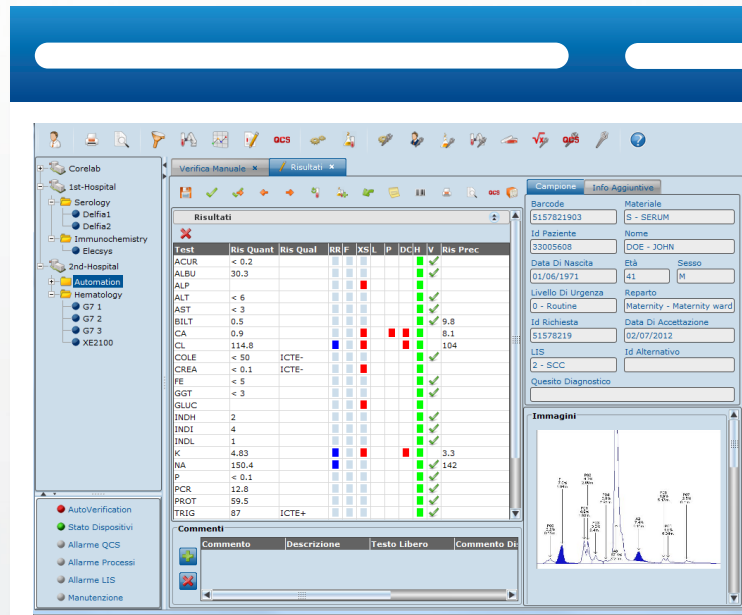 QCS QCS
Corelab
1st-Hospital
Serology
Delfia1
Delfia2
Immunochemistry
Elecsys
2nd-Hospital
Automation
Hematology
G7 1
G7 2
G7 3
XE2100
AutoVerification
Stato Dispositivi
Allarme QCS
Allarme Processi
Allarme LIS
Manutenzione
Verifica Manuale × Risultati ×
QCS
Risultati
Test Ris Quant Ris Qual RR F XS L P DC H V Ris Prec
ACUR < 0.2
ALBU 30.3
ALP
ALT < 6
AST < 3
BILT 0.5 9.8
CA 0.9 8.1
CL 114.8 104
COLE < 50 ICTE-
CREA < 0.1 ICTE-
FE < 5
GGT < 3
GLUC
INDH 2
INDI 4
INDL 1
K 4.83 3.3
NA 150.4 142
P < 0.1
PCR 12.8
PROT 59.5
TRIG 87 ICTE+
Commenti
Commento Descrizione Testo Libero Commento Di
Campione Info Aggiuntive
Barcode Materiale
5157821903 S - SERUM
Id Paziente Nome
33005608 DOE - JOHN
Data Di Nascita Età Sesso
01/06/1971 41 M
Livello Di Urgenza Reparto
0 - Routine Maternity - Maternity ward
Id Richiesta Data Di Accettazione
51578219 02/07/2012
LIS Id Alternativo
2 - SCC
Quesito Diagnostico
Immagini